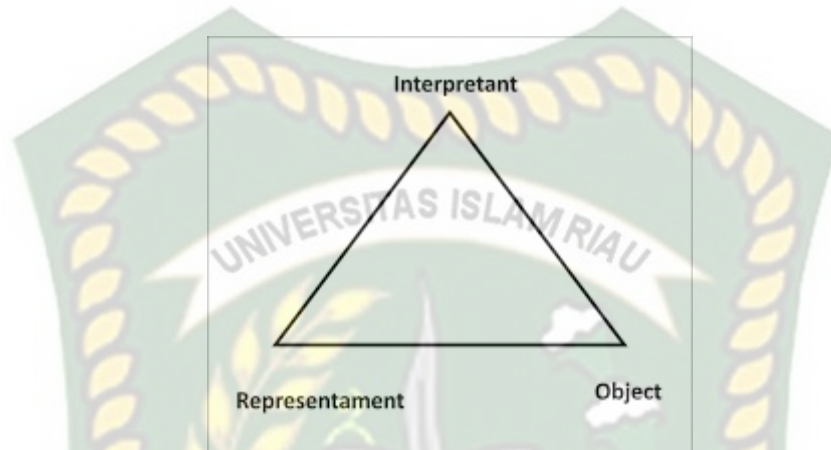 Interpretant
UNIVERSITAS ISLAM RIAU
Representament
Object